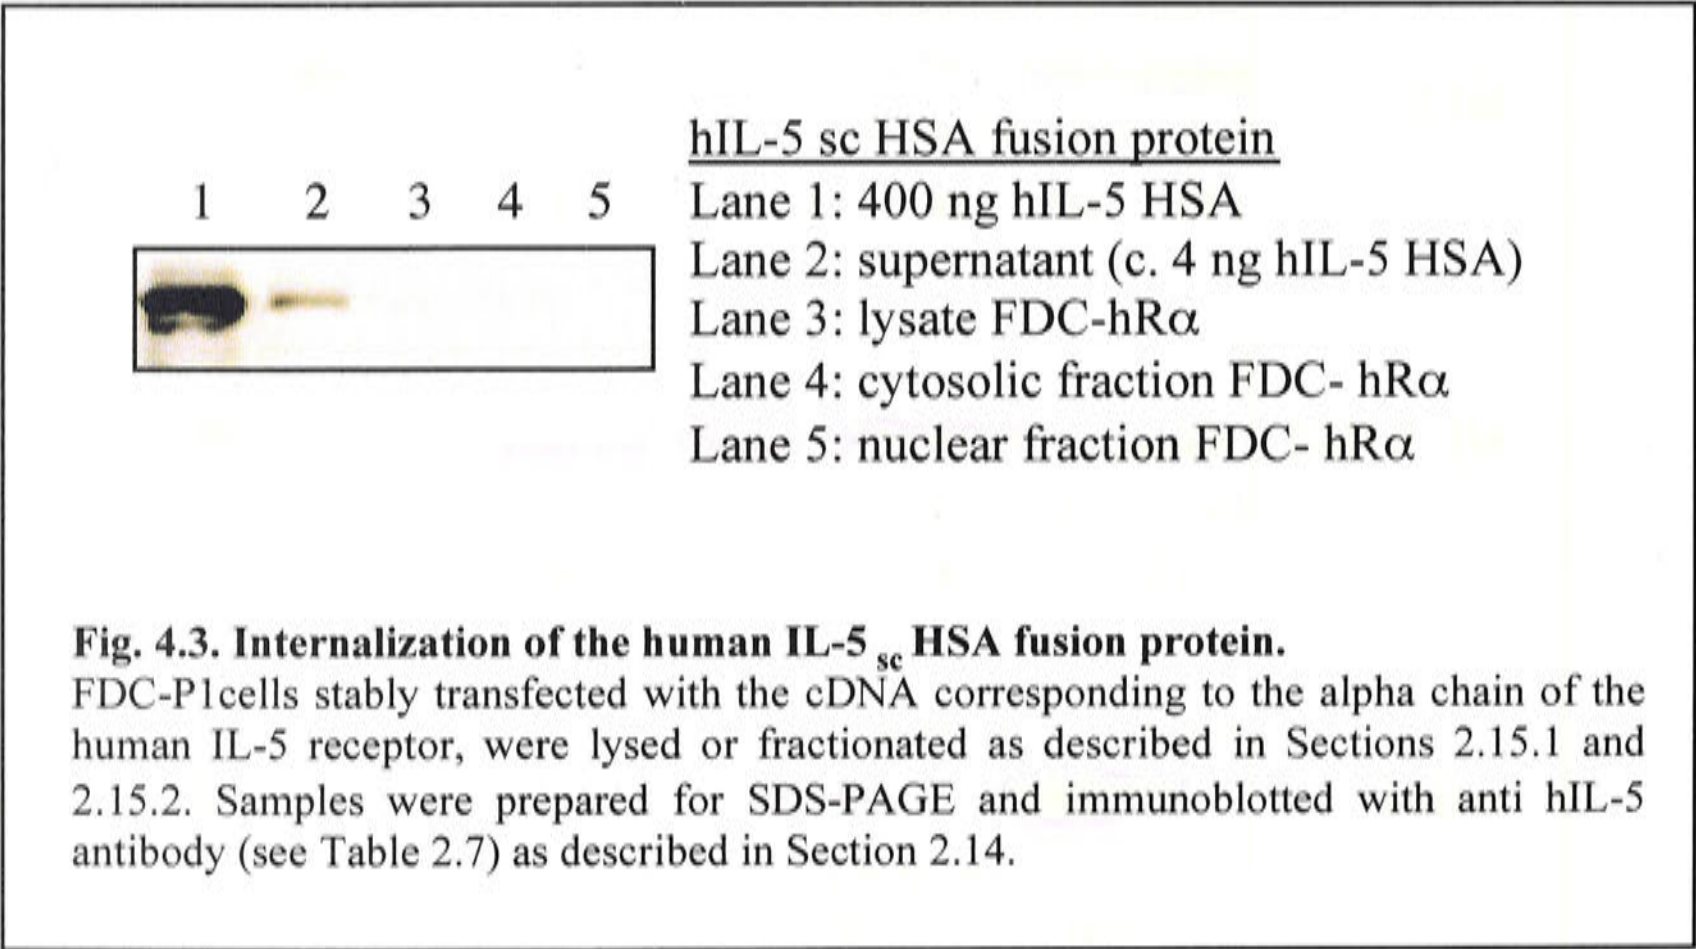 hIL-5 sc HSA fusion protein
1 2 3 4 5
Lane 1: 400 ng hIL-5 HSA
Lane 2: supernatant (c. 4 ng hIL-5 HSA)
Lane 3: lysate FDC-hRα
Lane 4: cytosolic fraction FDC- hRα
Lane 5: nuclear fraction FDC- hRα
Fig. 4.3. Internalization of the human IL-5 sc HSA fusion protein.
FDC-P1cells stably transfected with the cDNA corresponding to the alpha chain of the
human IL-5 receptor, were lysed or fractionated as described in Sections 2.15.1 and
2.15.2. Samples were prepared for SDS-PAGE and immunoblotted with anti hIL-5
antibody (see Table 2.7) as described in Section 2.14.